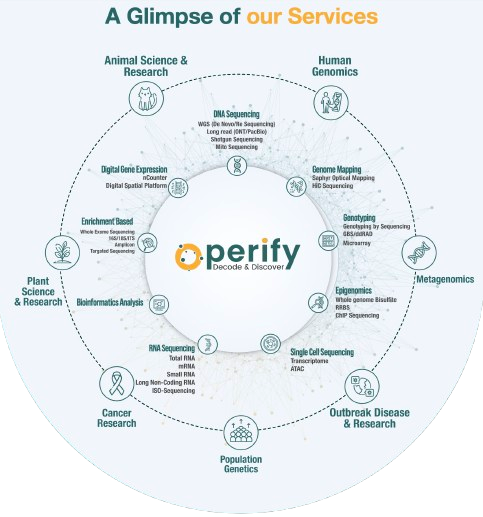 A Glimpse of our Services
Animal Science &
Research
Human
Genomics
DNA Sequencing
WGS (De Novo/Re Sequencing)
Long read (ONT/PacBio)
Shotgun Sequencing
Mito Sequencing
Digital Gene Expression
nCounter
Digital Spatial Platform
Genome Mapping
Saphyr Optical Mapping
HiC Sequencing
Enrichment Based
Whole Exome Sequencing
16S/18S/ITS
Amplicon
Targeted Sequencing
Genotyping
Genotyping by Sequencing
GBS/ddRAD
Microarray
Operify
Decode & Discover
Plant
Science
& Research
Metagenomics
Bioinformatics Analysis
Epigenomics
Whole genome Bisulfite
RRBS
ChIP Sequencing
RNA Sequencing
Total RNA
mRNA
Small RNA
Long Non-Coding RNA
ISO-Sequencing
Single Cell Sequencing
Transcriptome
ATAC
Cancer
Research
Outbreak Disease
& Research
Population
Genetics